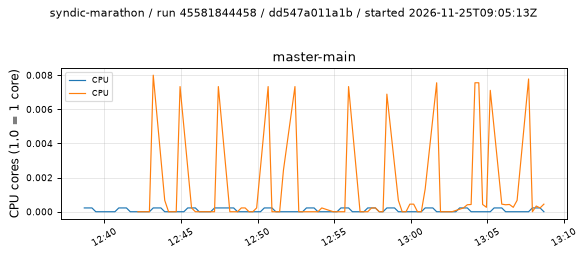 syndic-marathon / run 45581844458 / dd547a011a1b / started 2026-11-25T09:05:13Z
master-main
CPU
CPU
CPU cores (1.0 = 1 core)
0.008
0.006
0.004
0.002
0.000
12:40
12:45
12:50
12:55
13:00
13:05
13:10